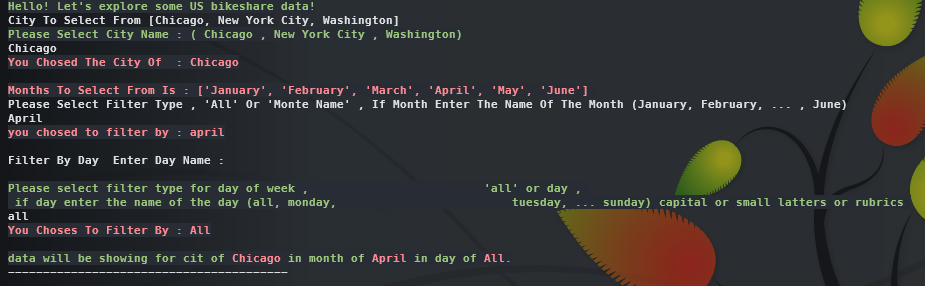 Hello! Let's explore some US bikeshare data!
City To Select From [Chicago, New York City, Washington]
Please Select City Name : ( Chicago , New York City , Washington)
Chicago
You Chosed The City Of  : Chicago
Months To Select From Is : ['January', 'February', 'March', 'April', 'May', 'June']
Please Select Filter Type , 'All' Or 'Monte Name' , If Month Enter The Name Of The Month (January, February, ... , June)
April
you chosed to filter by : april
Filter By Day  Enter Day Name :
Please select filter type for day of week ,                         'all' or day ,
 if day enter the name of the day (all, monday,                         tuesday, ... sunday) capital or small latters or rubrics
all
You Choses To Filter By : All
data will be showing for cit of Chicago in month of April in day of All.
----------------------------------------